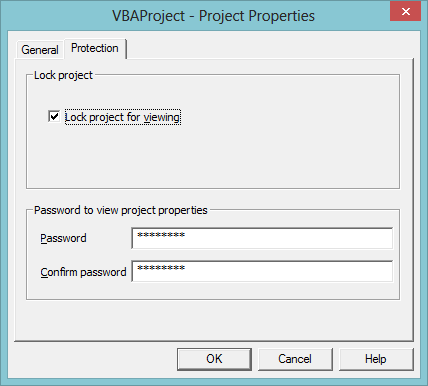 VBAProject - Project Properties
General
Protection
Lock project
Lock project for viewing
Password to view project properties
Password
********
Confirm password
********
OK
Cancel
Help